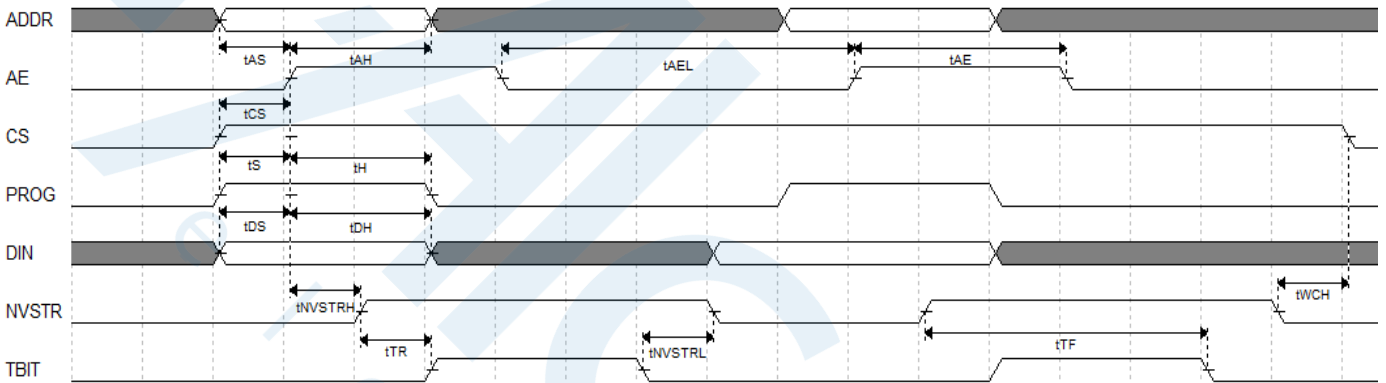 ADDR
tAS
tAH
tAEL
tAE
AE
tCS
CS
tS
tH
PROG
tDS
tDH
DIN
tNVSTRH
tWCH
NVSTR
tTR
tNVSTRL
tTF
TBIT